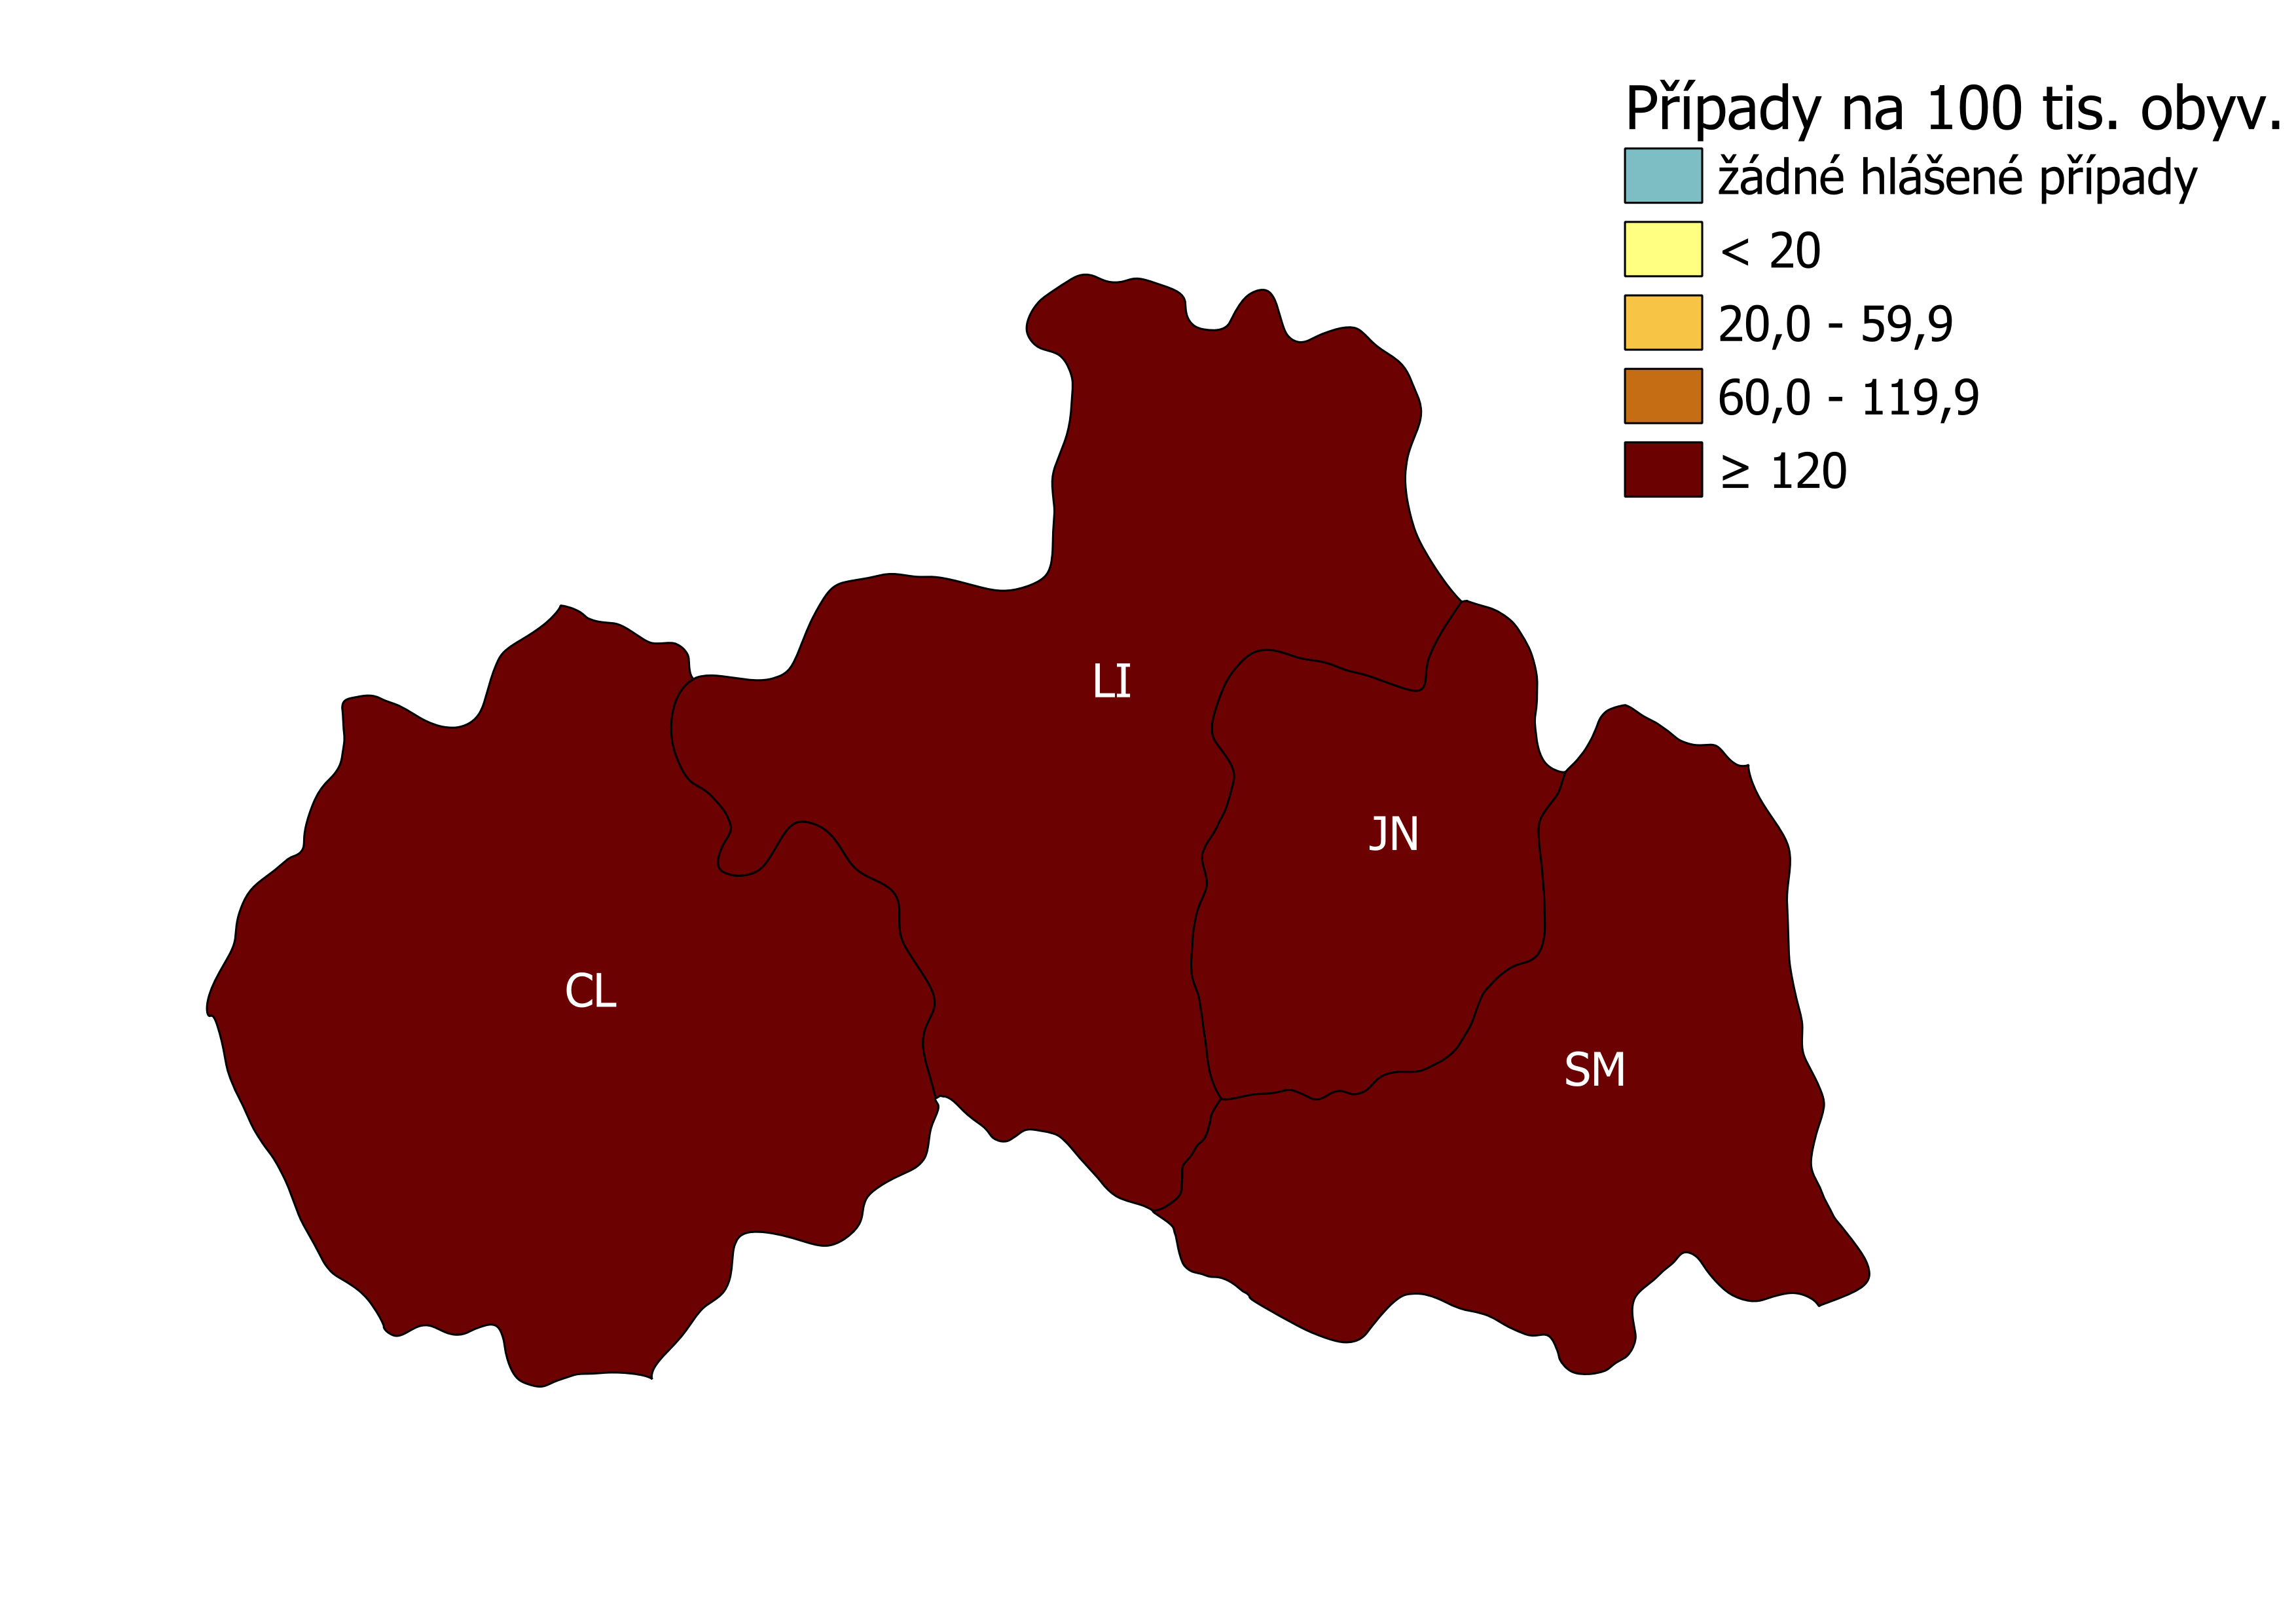 Případy na 100 tis. obyv.
žádné hlášené případy
< 20
20,0 - 59,9
60,0 - 119,9
≥ 120
LI
JN
CL
SM